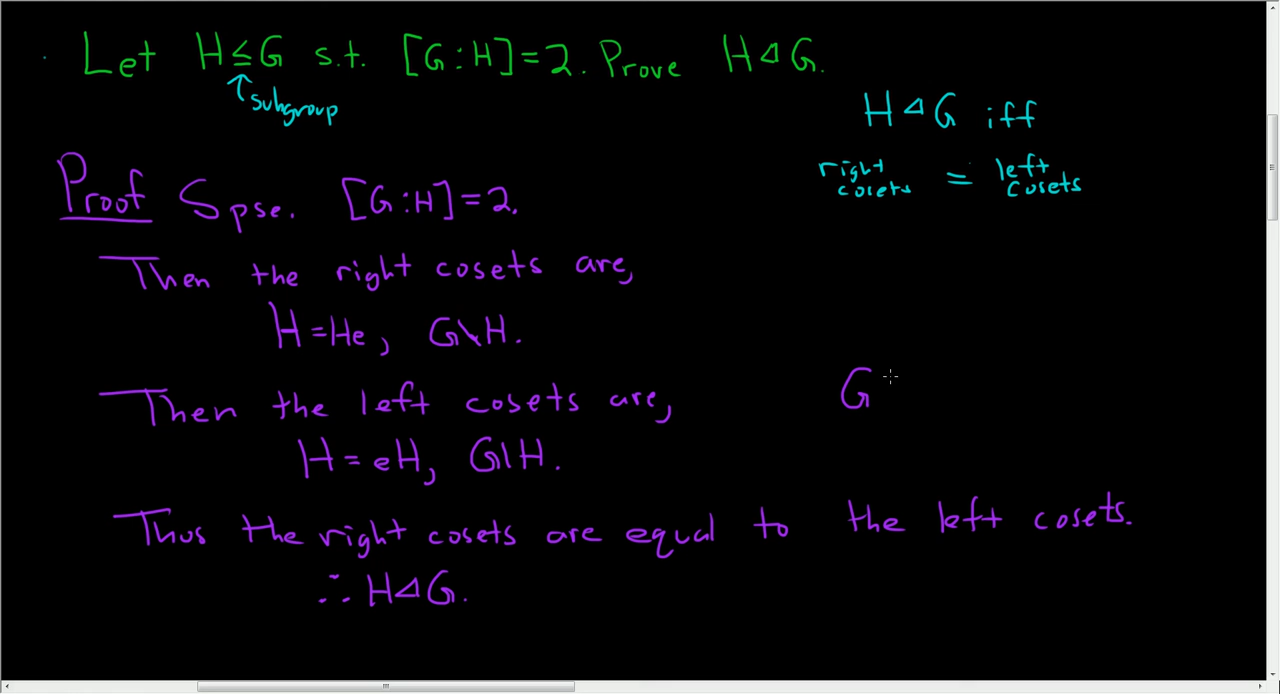 Let H ≤ G s.t. [G:H]=2. Prove H ⊲ G.
subgroup
H ⊲ G iff
right cosets = left cosets
Proof Spse. [G:H]=2.
Then the right cosets are,
H = He, G\H.
Then the left cosets are,
H = eH, G\H.
G
Thus the right cosets are equal to the left cosets.
∴ H ⊲ G.